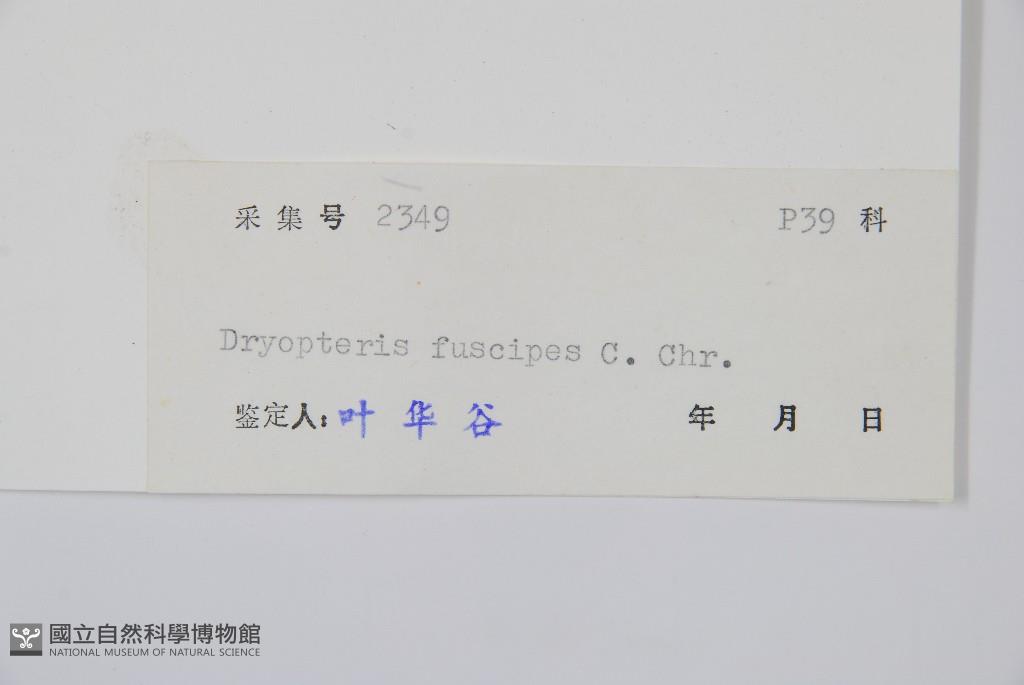 采集号 2349 P39 科
Dryopteris fuscipes C. Chr.
鉴定人: 叶华谷 年 月 日
國立自然科學博物館
NATIONAL MUSEUM OF NATURAL SCIENCE